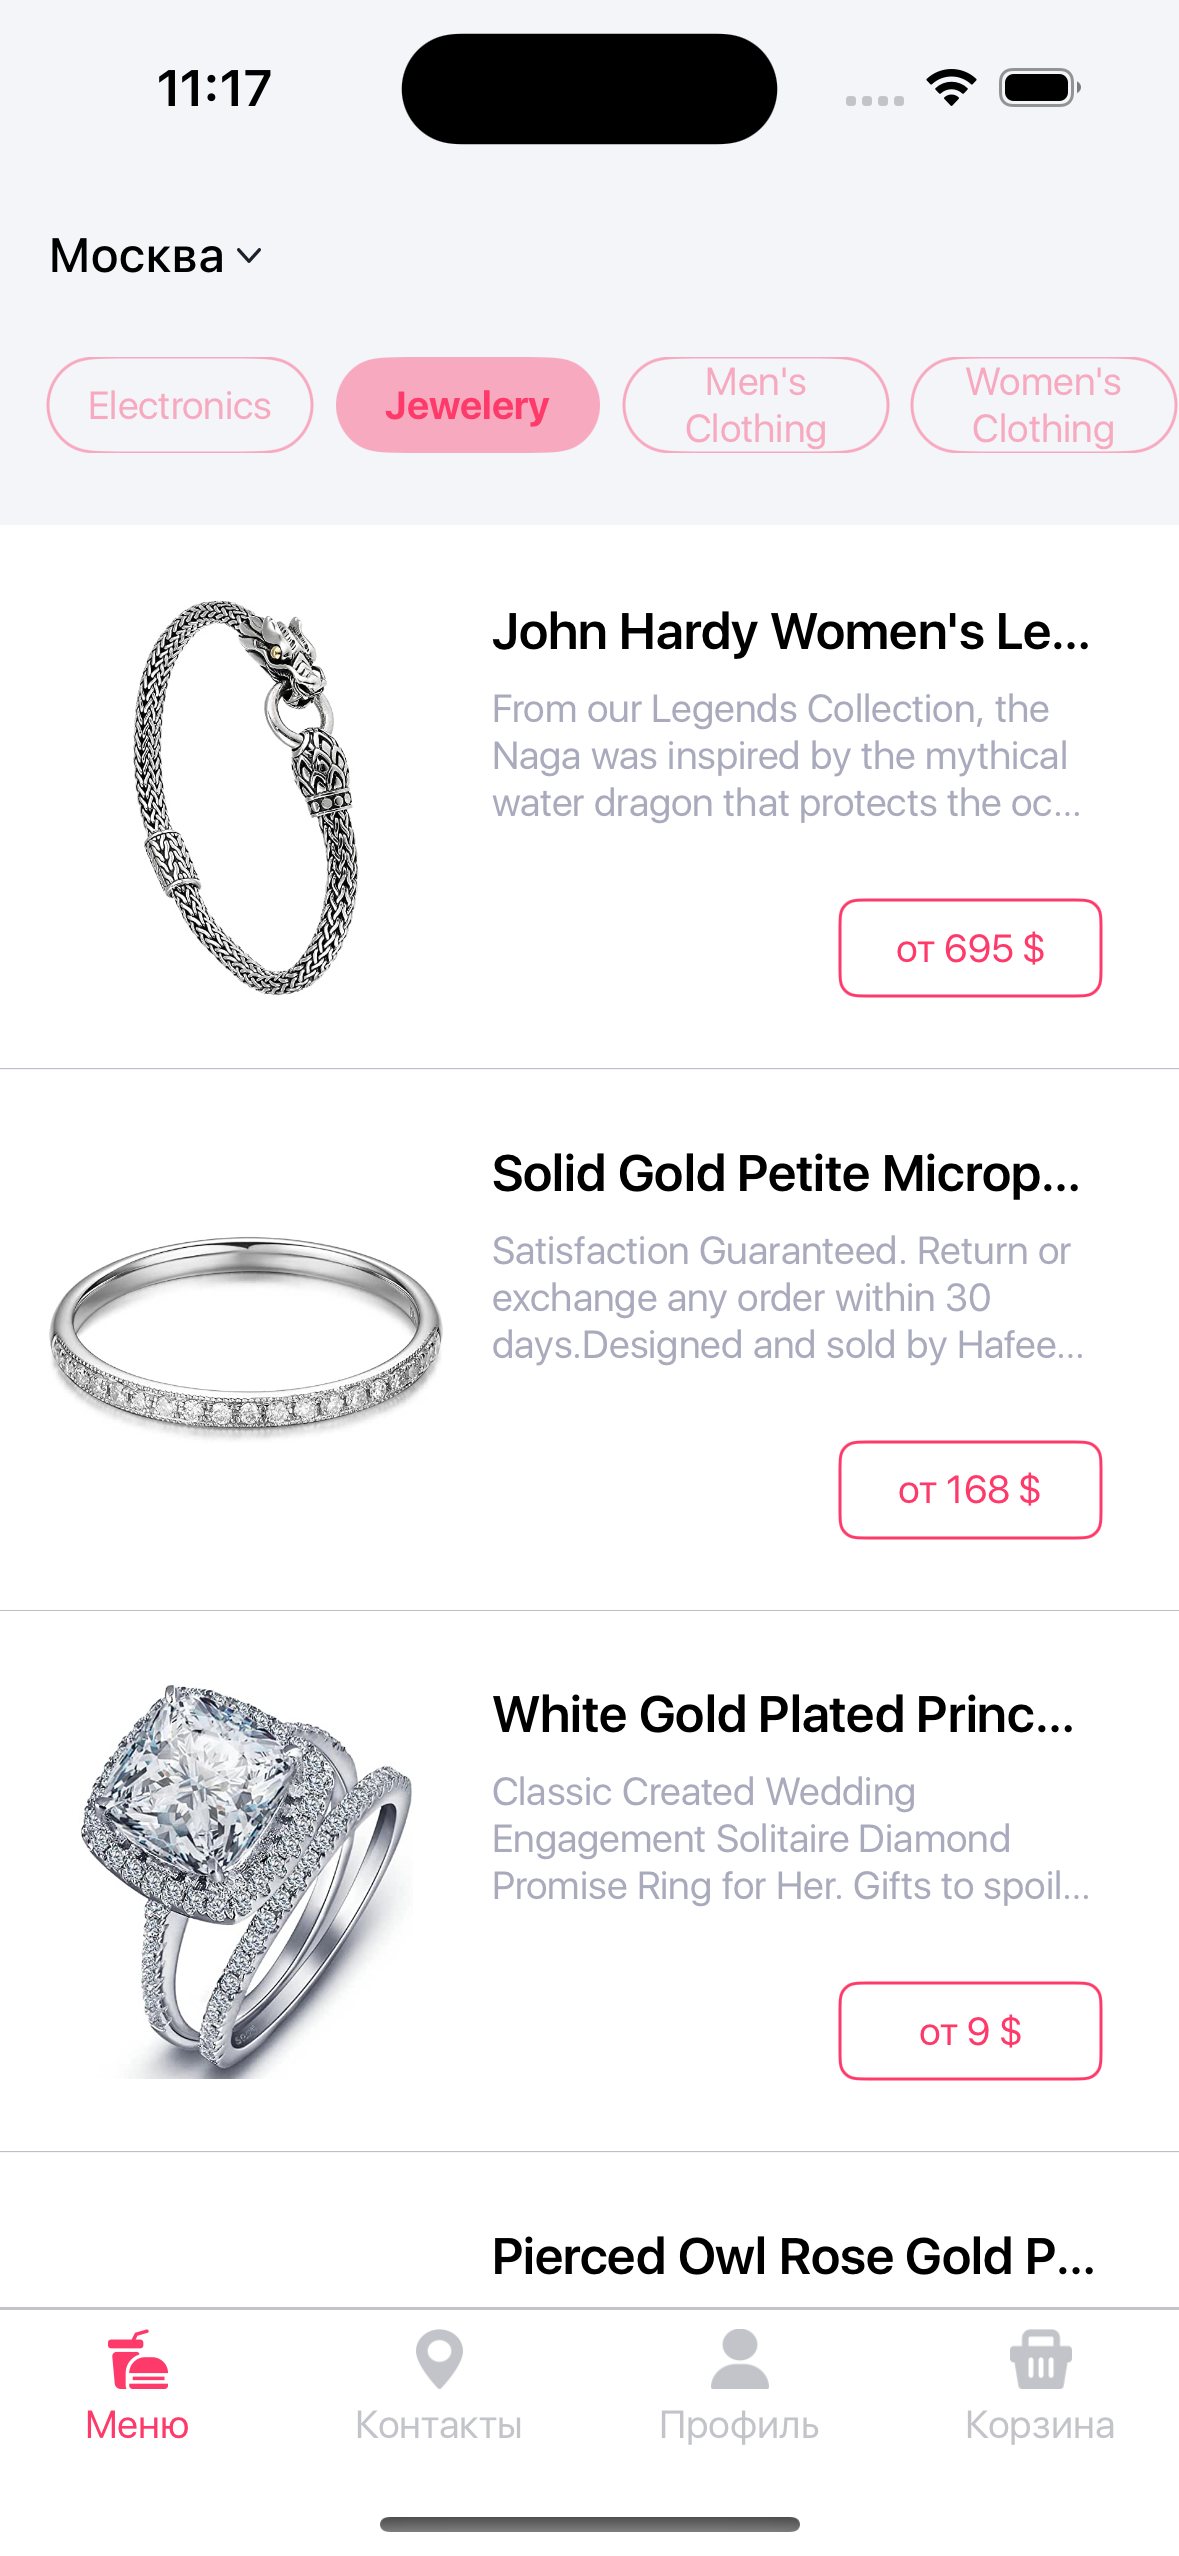 11:17
Москва
Electronics
Jewelery
Men's
Clothing
Women's
Clothing
John Hardy Women's Le...
From our Legends Collection, the
Naga was inspired by the mythical
water dragon that protects the oc...
от 695 $
Solid Gold Petite Microp...
Satisfaction Guaranteed. Return or
exchange any order within 30
days.Designed and sold by Hafee...
от 168 $
White Gold Plated Princ...
Classic Created Wedding
Engagement Solitaire Diamond
Promise Ring for Her. Gifts to spoil...
от 9 $
Pierced Owl Rose Gold P...
Меню
Контакты
Профиль
Корзина